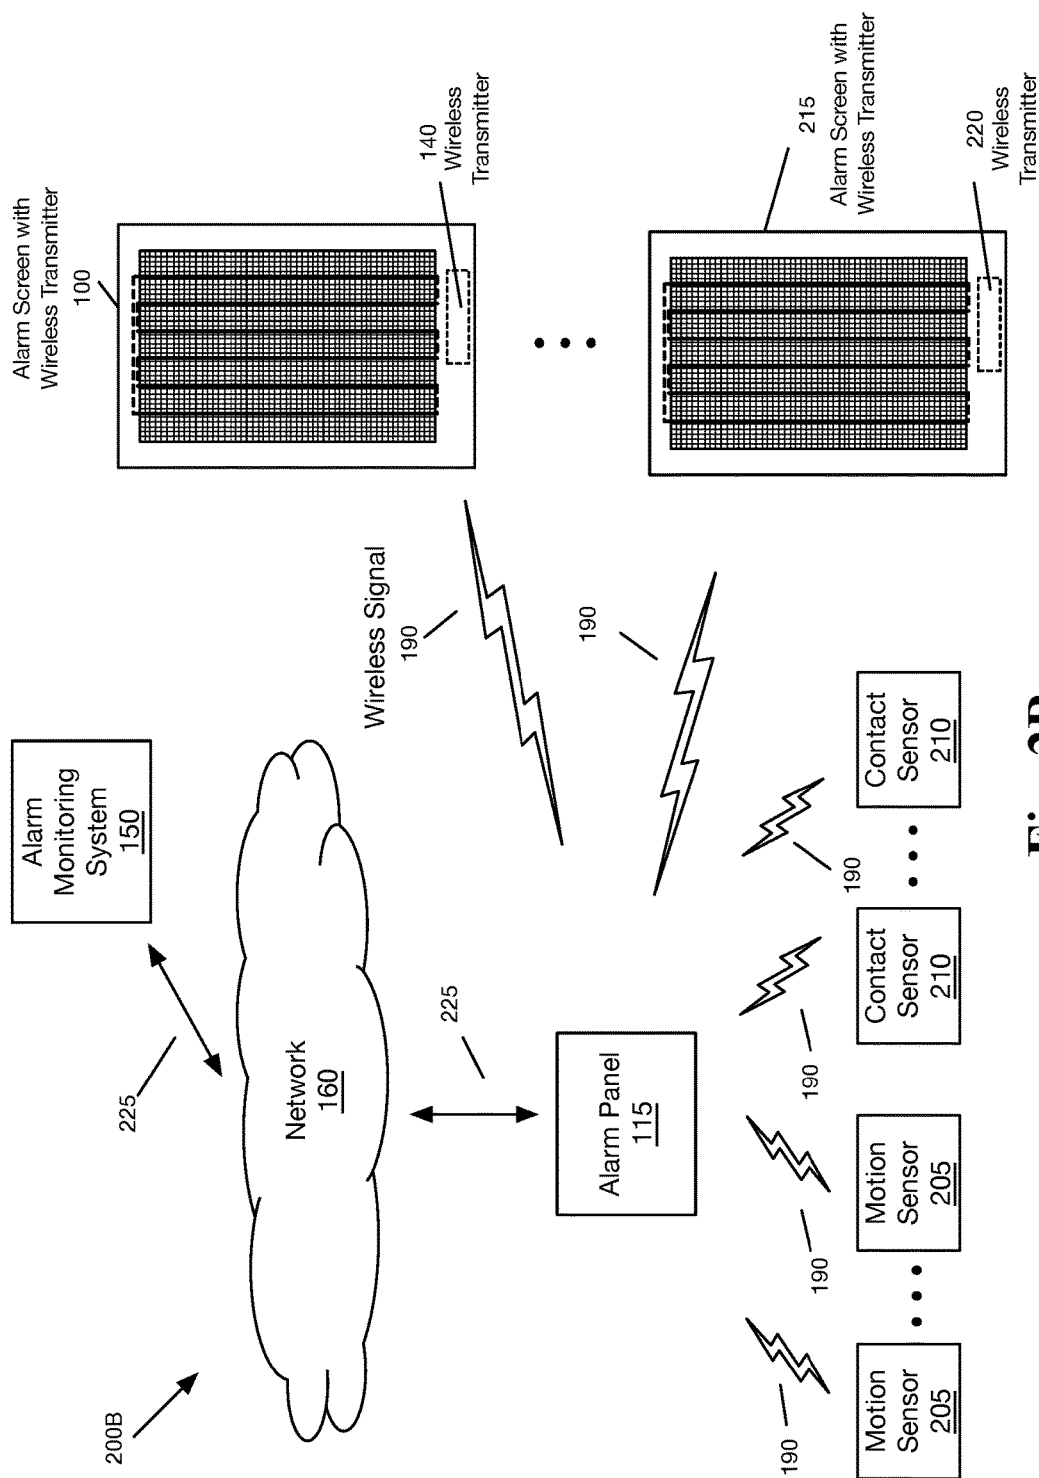 200B
225
Alarm
Monitoring
System
150
Network
160
225
Alarm Panel
115
Alarm Screen with
Wireless Transmitter
100
140
Wireless
Transmitter
Wireless Signal
190
190
215
Alarm Screen with
Wireless Transmitter
220
Wireless
Transmitter
190
190
190
190
Motion
Sensor
205
Motion
Sensor
205
Contact
Sensor
210
Contact
Sensor
210